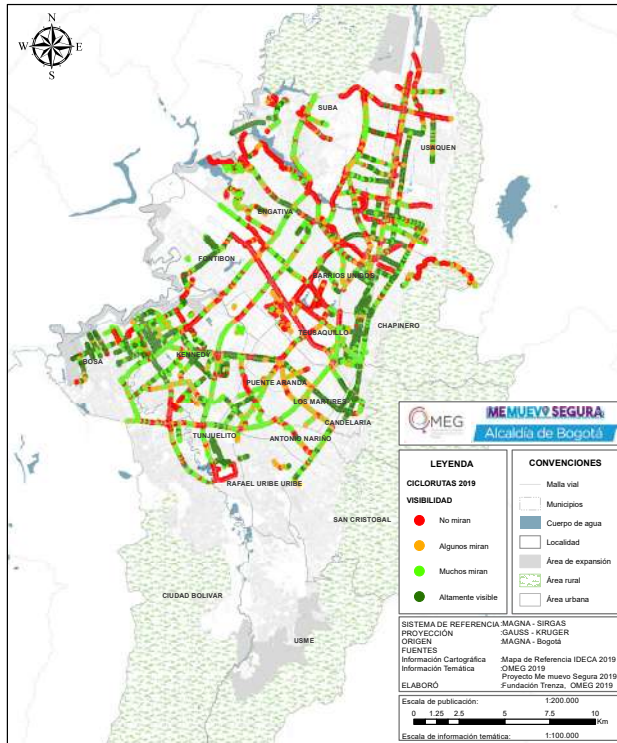 N
W E
S
SUBA
USAQUEN
ENGATIVA
FONTIBON
BARRIOS UNIDOS
TEUSAQUILLO
CHAPINERO
BOSA
KENNEDY
PUENTE ARANDA
LOS MARTIRES
CANDELARIA
TUNJUELITO
ANTONIO NARIÑO
RAFAEL URIBE URIBE
SAN CRISTOBAL
CIUDAD BOLIVAR
USME
OMEG
MEMUEVO SEGURA
Alcaldía de Bogotá
LEYENDA
CICLORUTAS 2019
VISIBILIDAD
No miran
Algunos miran
Muchos miran
Altamente visible
CONVENCIONES
Malla vial
Municipios
Cuerpo de agua
Localidad
Área de expansión
Área rural
Área urbana
SISTEMA DE REFERENCIA :MAGNA - SIRGAS
PROYECCIÓN :GAUSS - KRUGER
ORIGEN :MAGNA - Bogotá
FUENTES
Información Cartográfica :Mapa de Referencia IDECA 2019
Información Temática :OMEG 2019
Proyecto Me muevo Segura 2019
ELABORÓ :Fundación Trenza, OMEG 2019
Escala de publicación: 1:200.000
0 1.25 2.5 5 7.5 10
Km
Escala de información temática: 1:100.000